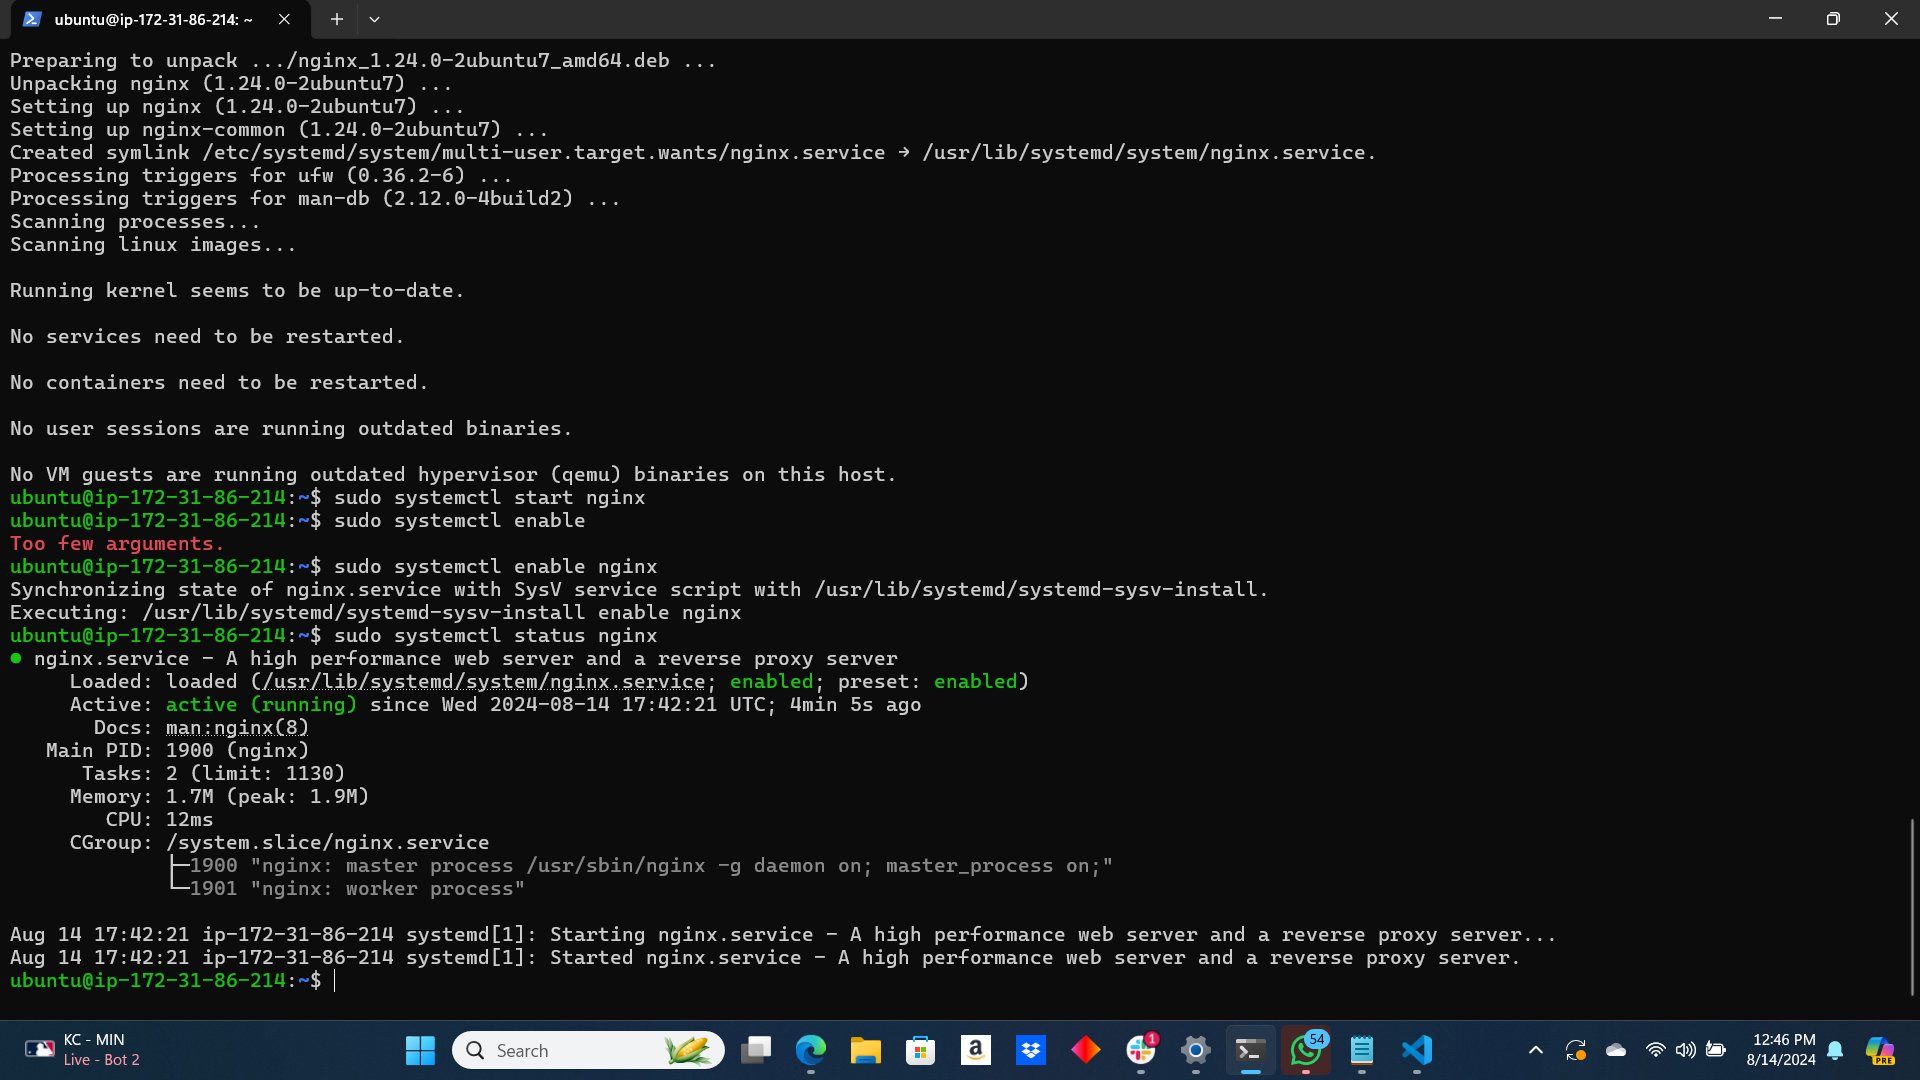 ubuntu@ip-172-31-86-214: ~
Preparing to unpack .../nginx_1.24.0-2ubuntu7_amd64.deb ...
Unpacking nginx (1.24.0-2ubuntu7) ...
Setting up nginx (1.24.0-2ubuntu7) ...
Setting up nginx-common (1.24.0-2ubuntu7) ...
Created symlink /etc/systemd/system/multi-user.target.wants/nginx.service → /usr/lib/systemd/system/nginx.service.
Processing triggers for ufw (0.36.2-6) ...
Processing triggers for man-db (2.12.0-4build2) ...
Scanning processes...
Scanning linux images...
Running kernel seems to be up-to-date.
No services need to be restarted.
No containers need to be restarted.
No user sessions are running outdated binaries.
No VM guests are running outdated hypervisor (qemu) binaries on this host.
ubuntu@ip-172-31-86-214:~$ sudo systemctl start nginx
ubuntu@ip-172-31-86-214:~$ sudo systemctl enable
Too few arguments.
ubuntu@ip-172-31-86-214:~$ sudo systemctl enable nginx
Synchronizing state of nginx.service with SysV service script with /usr/lib/systemd/systemd-sysv-install.
Executing: /usr/lib/systemd/systemd-sysv-install enable nginx
ubuntu@ip-172-31-86-214:~$ sudo systemctl status nginx
● nginx.service - A high performance web server and a reverse proxy server
Loaded: loaded (/usr/lib/systemd/system/nginx.service; enabled; preset: enabled)
Active: active (running) since Wed 2024-08-14 17:42:21 UTC; 4min 5s ago
Docs: man:nginx(8)
Main PID: 1900 (nginx)
Tasks: 2 (limit: 1130)
Memory: 1.7M (peak: 1.9M)
CPU: 12ms
CGroup: /system.slice/nginx.service
├─1900 "nginx: master process /usr/sbin/nginx -g daemon on; master_process on;"
└─1901 "nginx: worker process"
Aug 14 17:42:21 ip-172-31-86-214 systemd[1]: Starting nginx.service - A high performance web server and a reverse proxy server...
Aug 14 17:42:21 ip-172-31-86-214 systemd[1]: Started nginx.service - A high performance web server and a reverse proxy server.
ubuntu@ip-172-31-86-214:~$
KC - MIN
Live - Bot 2
Search
a
1
54
12:46 PM
8/14/2024
PRE